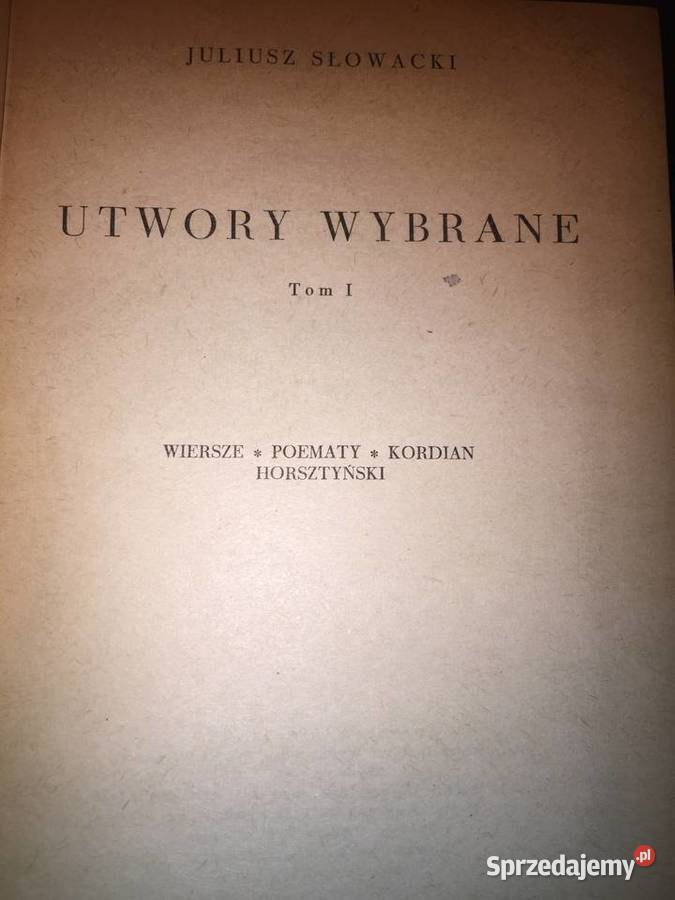 JULIUSZ SŁOWACKI
UTWORY WYBRANE
Tom I
WIERSZE * POEMATY * KORDIAN
HORSZTYŃSKI
Sprzedajemy.pl